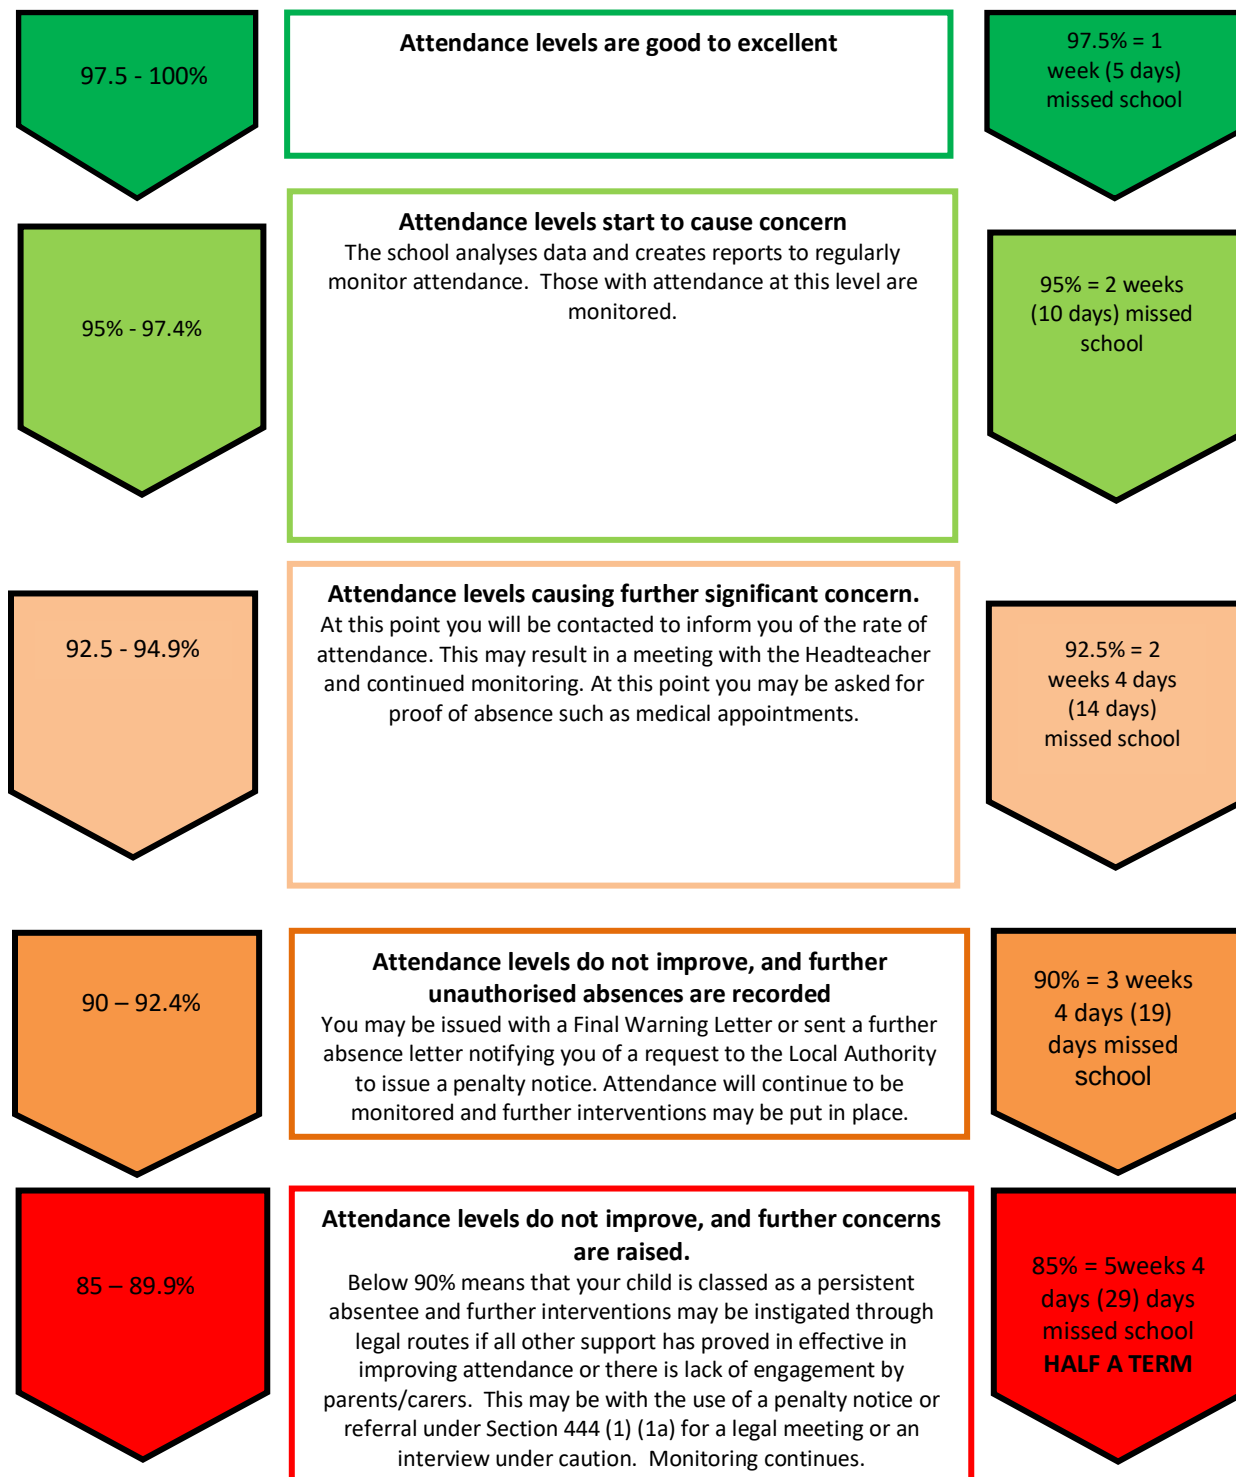 97.5 - 100%
Attendance levels are good to excellent
97.5% = 1
week (5 days)
missed school
95% - 97.4%
Attendance levels start to cause concern
The school analyses data and creates reports to regularly
monitor attendance.  Those with attendance at this level are
monitored.
95% = 2 weeks
(10 days) missed
school
92.5 - 94.9%
Attendance levels causing further significant concern.
At this point you will be contacted to inform you of the rate of
attendance. This may result in a meeting with the Headteacher
and continued monitoring. At this point you may be asked for
proof of absence such as medical appointments.
92.5% = 2
weeks 4 days
(14 days)
missed school
90 – 92.4%
Attendance levels do not improve, and further
unauthorised absences are recorded
You may be issued with a Final Warning Letter or sent a further
absence letter notifying you of a request to the Local Authority
to issue a penalty notice. Attendance will continue to be
monitored and further interventions may be put in place.
90% = 3 weeks
4 days (19)
days missed
school
85 – 89.9%
Attendance levels do not improve, and further concerns
are raised.
Below 90% means that your child is classed as a persistent
absentee and further interventions may be instigated through
legal routes if all other support has proved in effective in
improving attendance or there is lack of engagement by
parents/carers.  This may be with the use of a penalty notice or
referral under Section 444 (1) (1a) for a legal meeting or an
interview under caution.  Monitoring continues.
85% = 5weeks 4
days (29) days
missed school
HALF A TERM